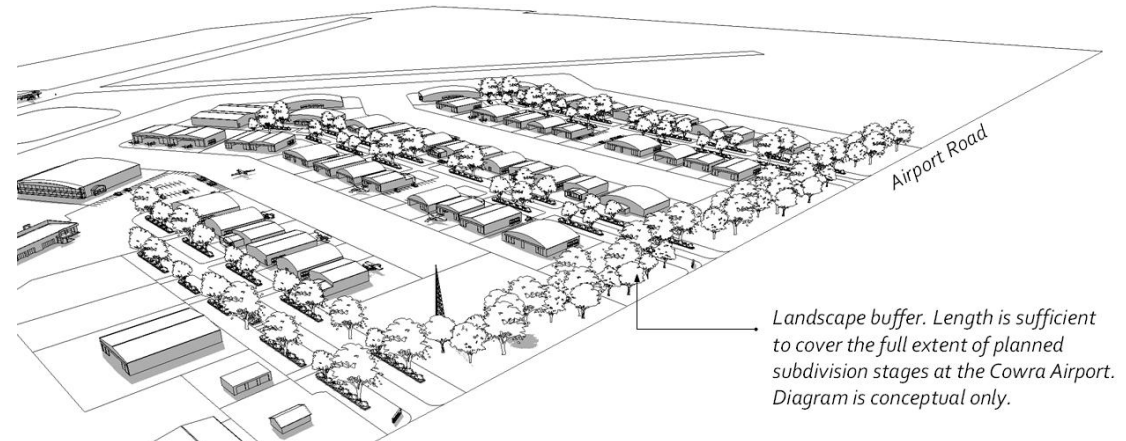 Airport Road
Landscape buffer. Length is sufficient
to cover the full extent of planned
subdivision stages at the Cowra Airport.
Diagram is conceptual only.